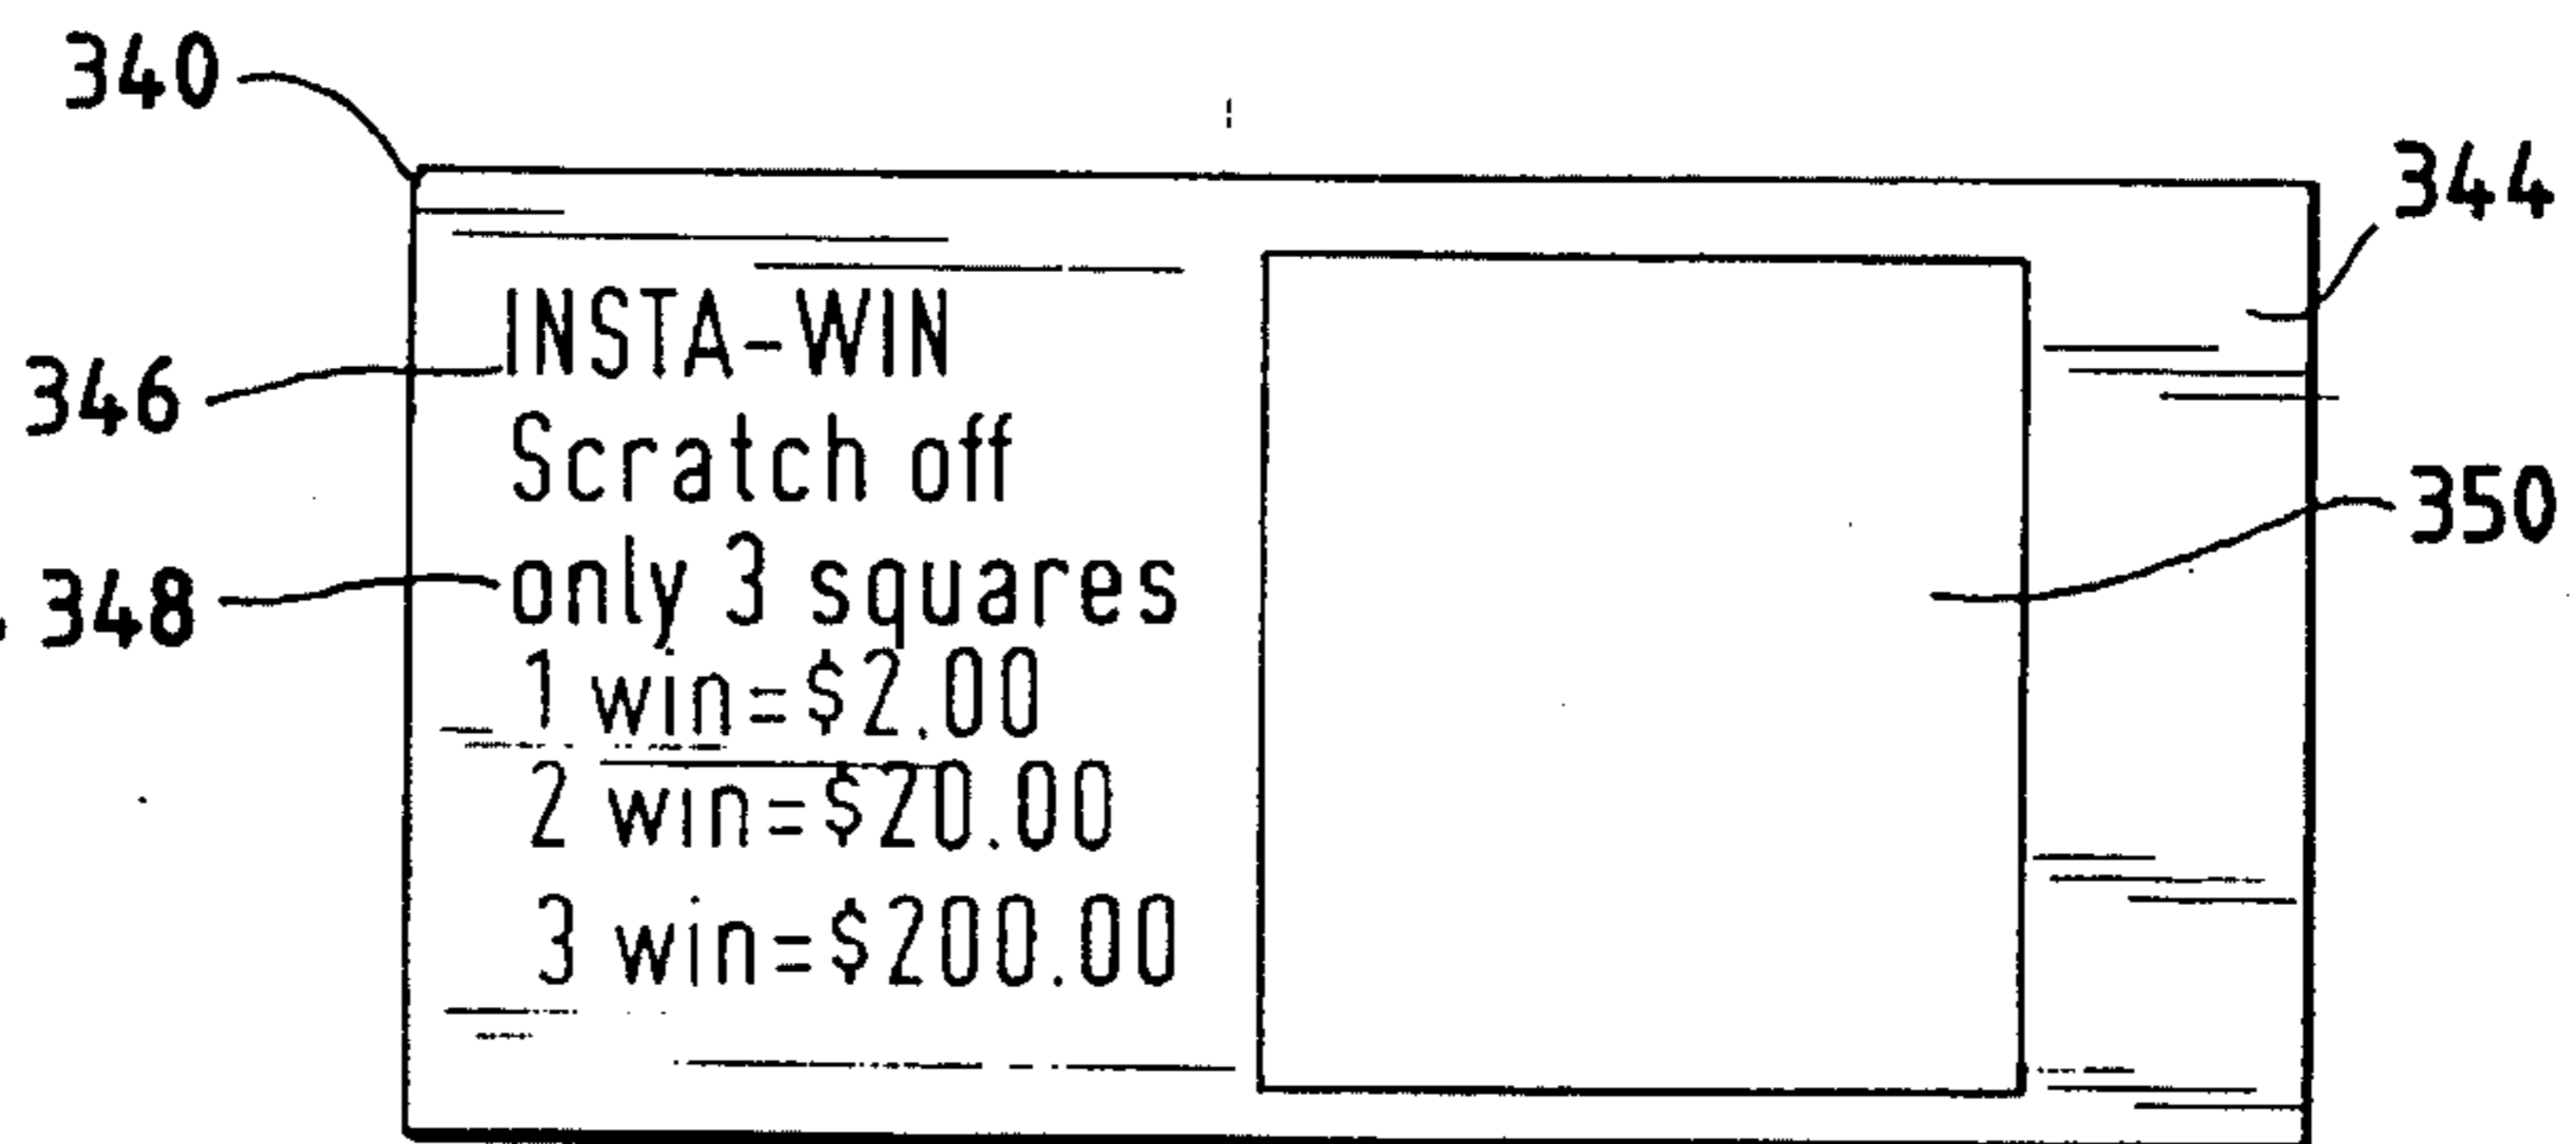 340
344
INSTA-WIN
346
Scratch off
350
only 3 squares
348
1 win=$2.00
2 win=$20.00
3 win=$200.00